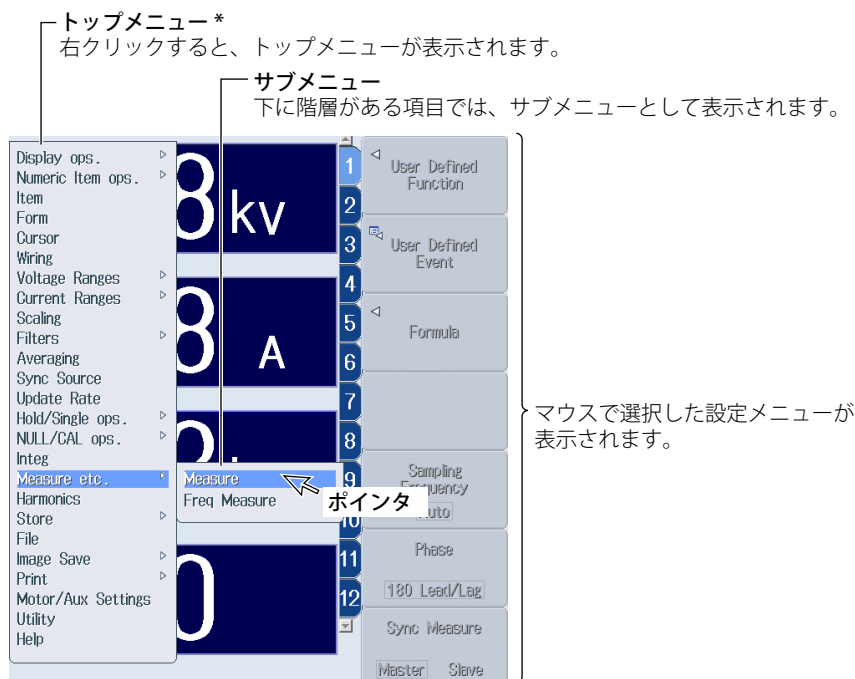 トップメニュー *
右クリックすると、トップメニューが表示されます。
サブメニュー
下に階層がある項目では、サブメニューとして表示されます。
Display ops.
Numeric Item ops.
Item
Form
Cursor
Wiring
Voltage Ranges
Current Ranges
Scaling
Filters
Averaging
Sync Source
Update Rate
Hold/Single ops.
NULL/CAL ops.
Integ
Measure etc.
Harmonics
Store
File
Image Save
Print
Motor/Aux Settings
Utility
Help
Measure
Freq Measure
ポインタ
8 kV
8 A
0
1
2
3
4
5
6
7
8
9
10
11
12
User Defined
Function
User Defined
Event
Formula
Sampling
Frequency
Auto
Phase
180 Lead/Lag
Sync Measure
Master Slave
マウスで選択した設定メニューが
表示されます。